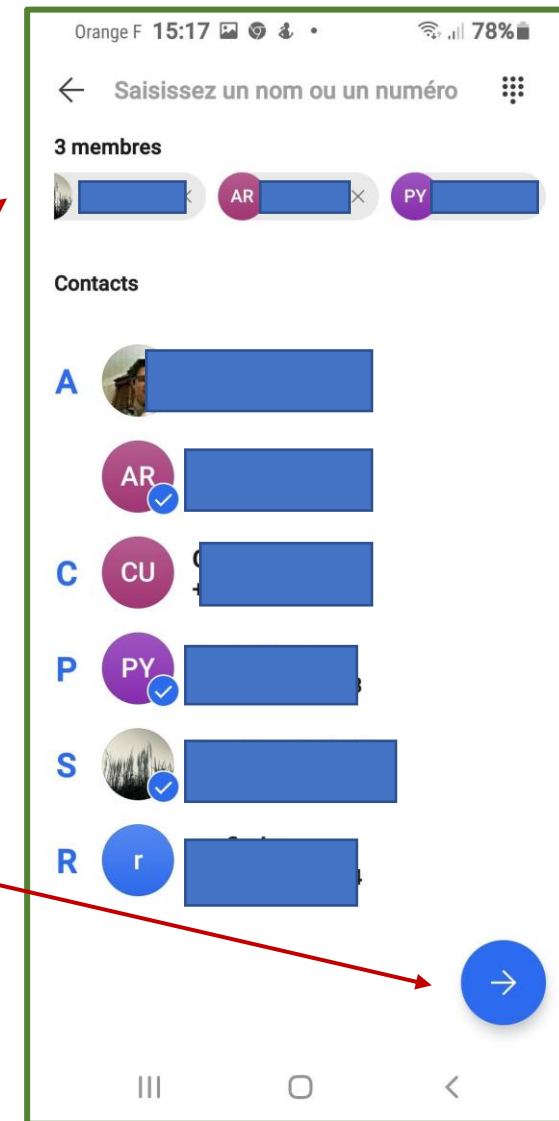 Orange F 15:17 78%
Saisissez un nom ou un numéro
3 membres
AR PY
Contacts
A
AR
C CU
+
P PY
S
R r